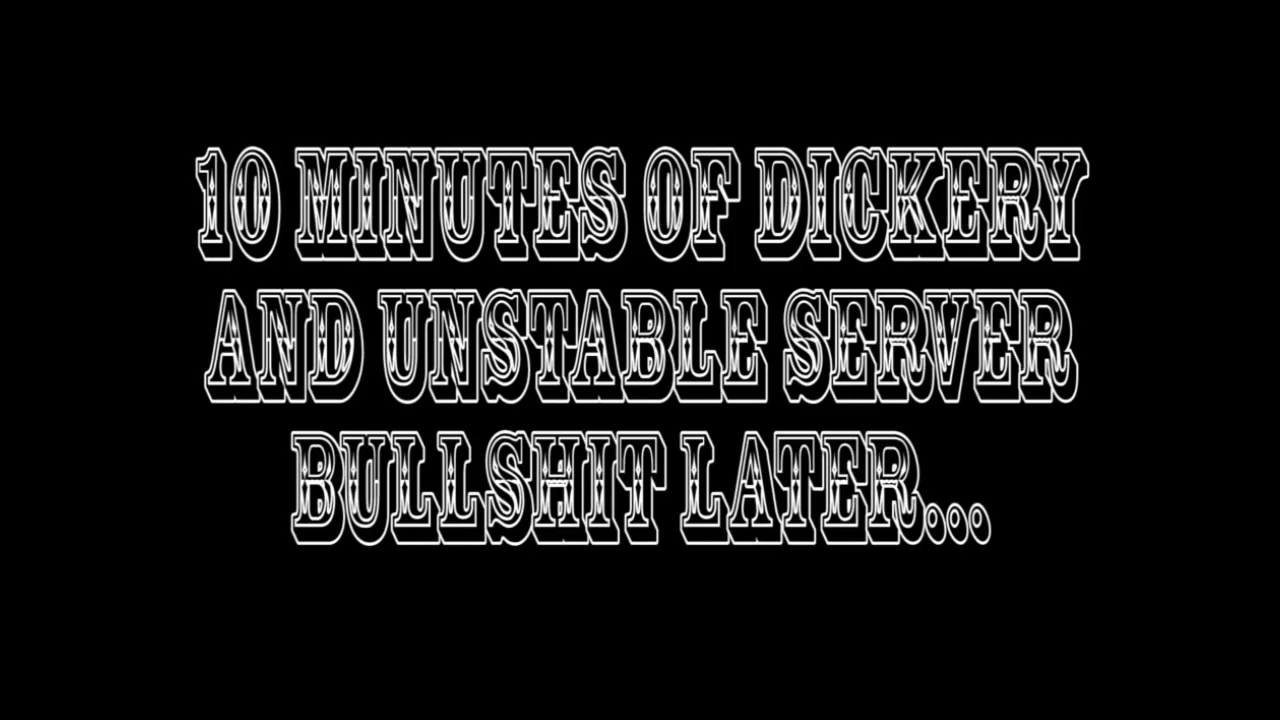 10 MINUTES OF DICKERY
AND UNSTABLE SERVER
BULLSHIT LATER...